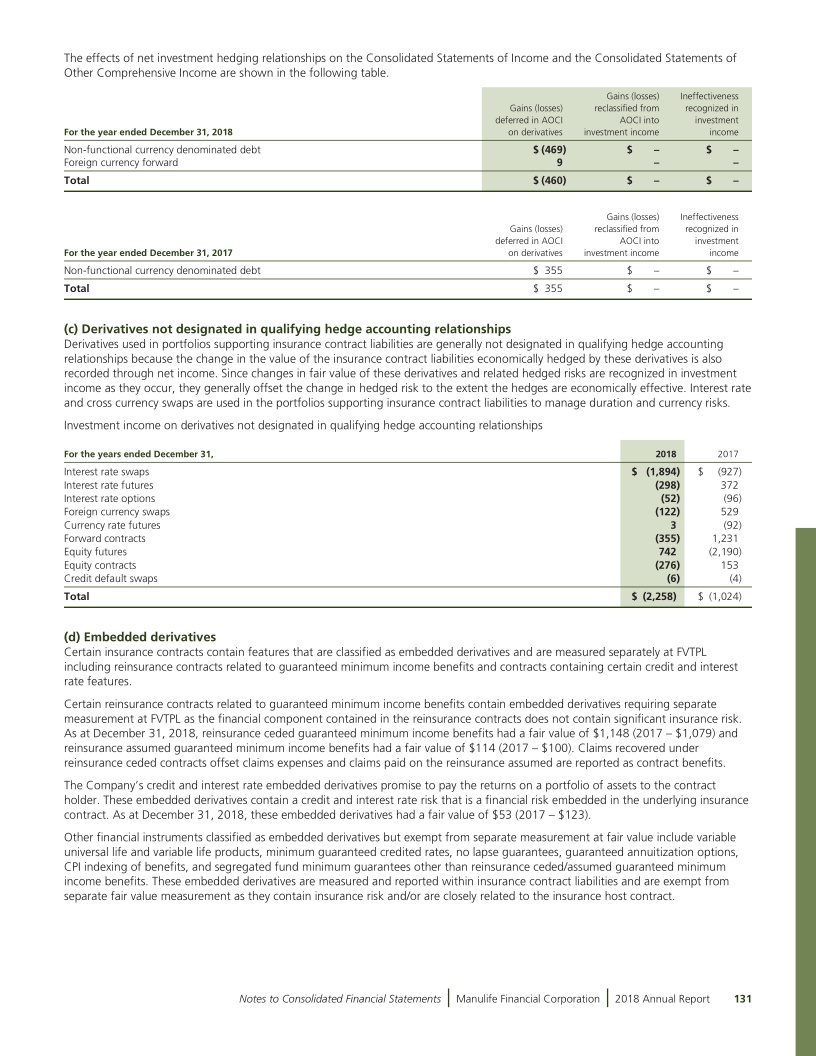 The effects of net investment hedging relationships on the Consolidated Statements of Income and the Consolidated Statements of
Other Comprehensive Income are shown in the following table.
For the year ended December 31, 2018 Gains (losses) deferred in AOCI on derivatives Gains (losses) reclassified from AOCI into investment income Ineffectiveness recognized in investment income
Non-functional currency denominated debt $ (469) $ – $ –
Foreign currency forward 9 – –
Total $ (460) $ – $ –
For the year ended December 31, 2017 Gains (losses) deferred in AOCI on derivatives Gains (losses) reclassified from AOCI into investment income Ineffectiveness recognized in investment income
Non-functional currency denominated debt $ 355 $ – $ –
Total $ 355 $ – $ –
(c) Derivatives not designated in qualifying hedge accounting relationships
Derivatives used in portfolios supporting insurance contract liabilities are generally not designated in qualifying hedge accounting
relationships because the change in the value of the insurance contract liabilities economically hedged by these derivatives is also
recorded through net income. Since changes in fair value of these derivatives and related hedged risks are recognized in investment
income as they occur, they generally offset the change in hedged risk to the extent the hedges are economically effective. Interest rate
and cross currency swaps are used in the portfolios supporting insurance contract liabilities to manage duration and currency risks.
Investment income on derivatives not designated in qualifying hedge accounting relationships
For the years ended December 31, 2018 2017
Interest rate swaps $ (1,894) $ (927)
Interest rate futures (298) 372
Interest rate options (52) (96)
Foreign currency swaps (122) 529
Currency rate futures 3 (92)
Forward contracts (355) 1,231
Equity futures 742 (2,190)
Equity contracts (276) 153
Credit default swaps (6) (4)
Total $ (2,258) $ (1,024)
(d) Embedded derivatives
Certain insurance contracts contain features that are classified as embedded derivatives and are measured separately at FVTPL
including reinsurance contracts related to guaranteed minimum income benefits and contracts containing certain credit and interest
rate features.
Certain reinsurance contracts related to guaranteed minimum income benefits contain embedded derivatives requiring separate
measurement at FVTPL as the financial component contained in the reinsurance contracts does not contain significant insurance risk.
As at December 31, 2018, reinsurance ceded guaranteed minimum income benefits had a fair value of $1,148 (2017 – $1,079) and
reinsurance assumed guaranteed minimum income benefits had a fair value of $114 (2017 – $100). Claims recovered under
reinsurance ceded contracts offset claims expenses and claims paid on the reinsurance assumed are reported as contract benefits.
The Company’s credit and interest rate embedded derivatives promise to pay the returns on a portfolio of assets to the contract
holder. These embedded derivatives contain a credit and interest rate risk that is a financial risk embedded in the underlying insurance
contract. As at December 31, 2018, these embedded derivatives had a fair value of $53 (2017 – $123).
Other financial instruments classified as embedded derivatives but exempt from separate measurement at fair value include variable
universal life and variable life products, minimum guaranteed credited rates, no lapse guarantees, guaranteed annuitization options,
CPI indexing of benefits, and segregated fund minimum guarantees other than reinsurance ceded/assumed guaranteed minimum
income benefits. These embedded derivatives are measured and reported within insurance contract liabilities and are exempt from
separate fair value measurement as they contain insurance risk and/or are closely related to the insurance host contract.
Notes to Consolidated Financial Statements | Manulife Financial Corporation | 2018 Annual Report 131